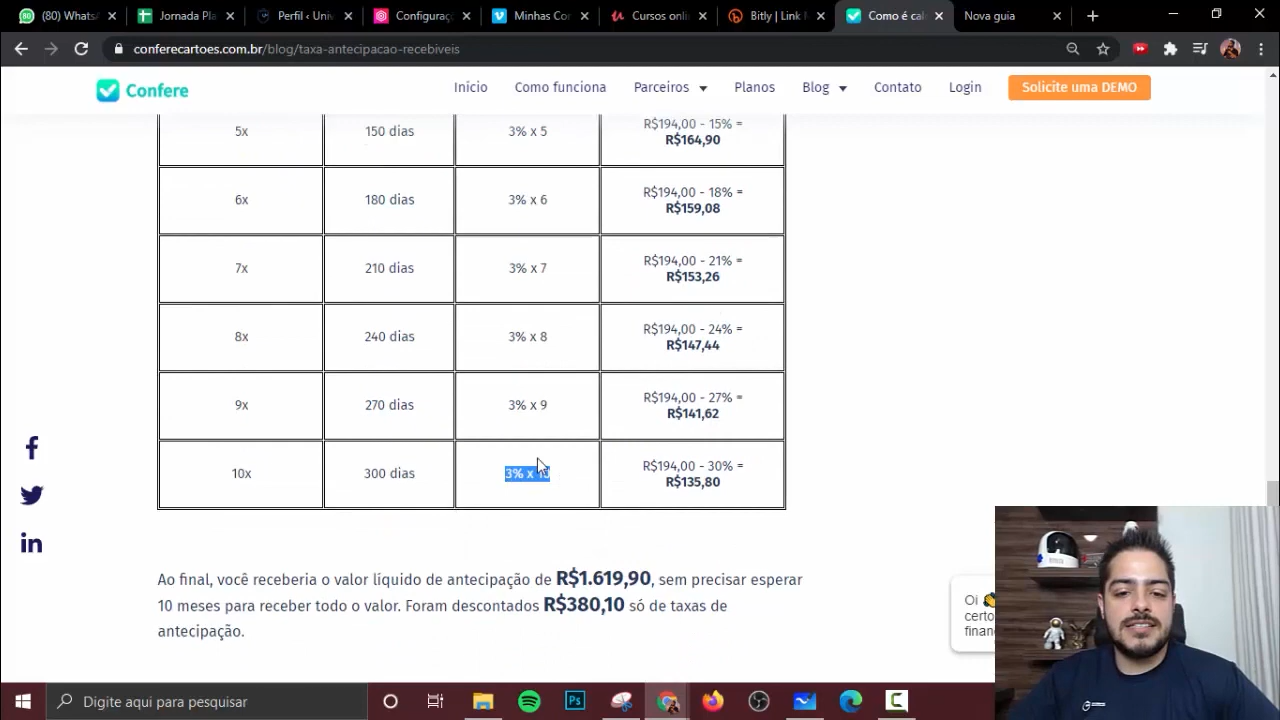 (80) WhatsA
Jornada Pla
Perfil ‹ Univ
Configuraç
Minhas Con
Cursos onli
Bitly | Link M
Como é cal
Nova guia
conferecartoes.com.br/blog/taxa-antecipacao-recebiveis
Confere
Início
Como funciona
Parceiros
Planos
Blog
Contato
Login
Solicite uma DEMO
5x
150 dias
3% x 5
R$194,00 - 15% =
R$164,90
6x
180 dias
3% x 6
R$194,00 - 18% =
R$159,08
7x
210 dias
3% x 7
R$194,00 - 21% =
R$153,26
8x
240 dias
3% x 8
R$194,00 - 24% =
R$147,44
9x
270 dias
3% x 9
R$194,00 - 27% =
R$141,62
10x
300 dias
3% x 10
R$194,00 - 30% =
R$135,80
Ao final, você receberia o valor líquido de antecipação de R$1.619,90, sem precisar esperar
10 meses para receber todo o valor. Foram descontados R$380,10 só de taxas de
antecipação.
Oi
certo
finan
Digite aqui para pesquisar